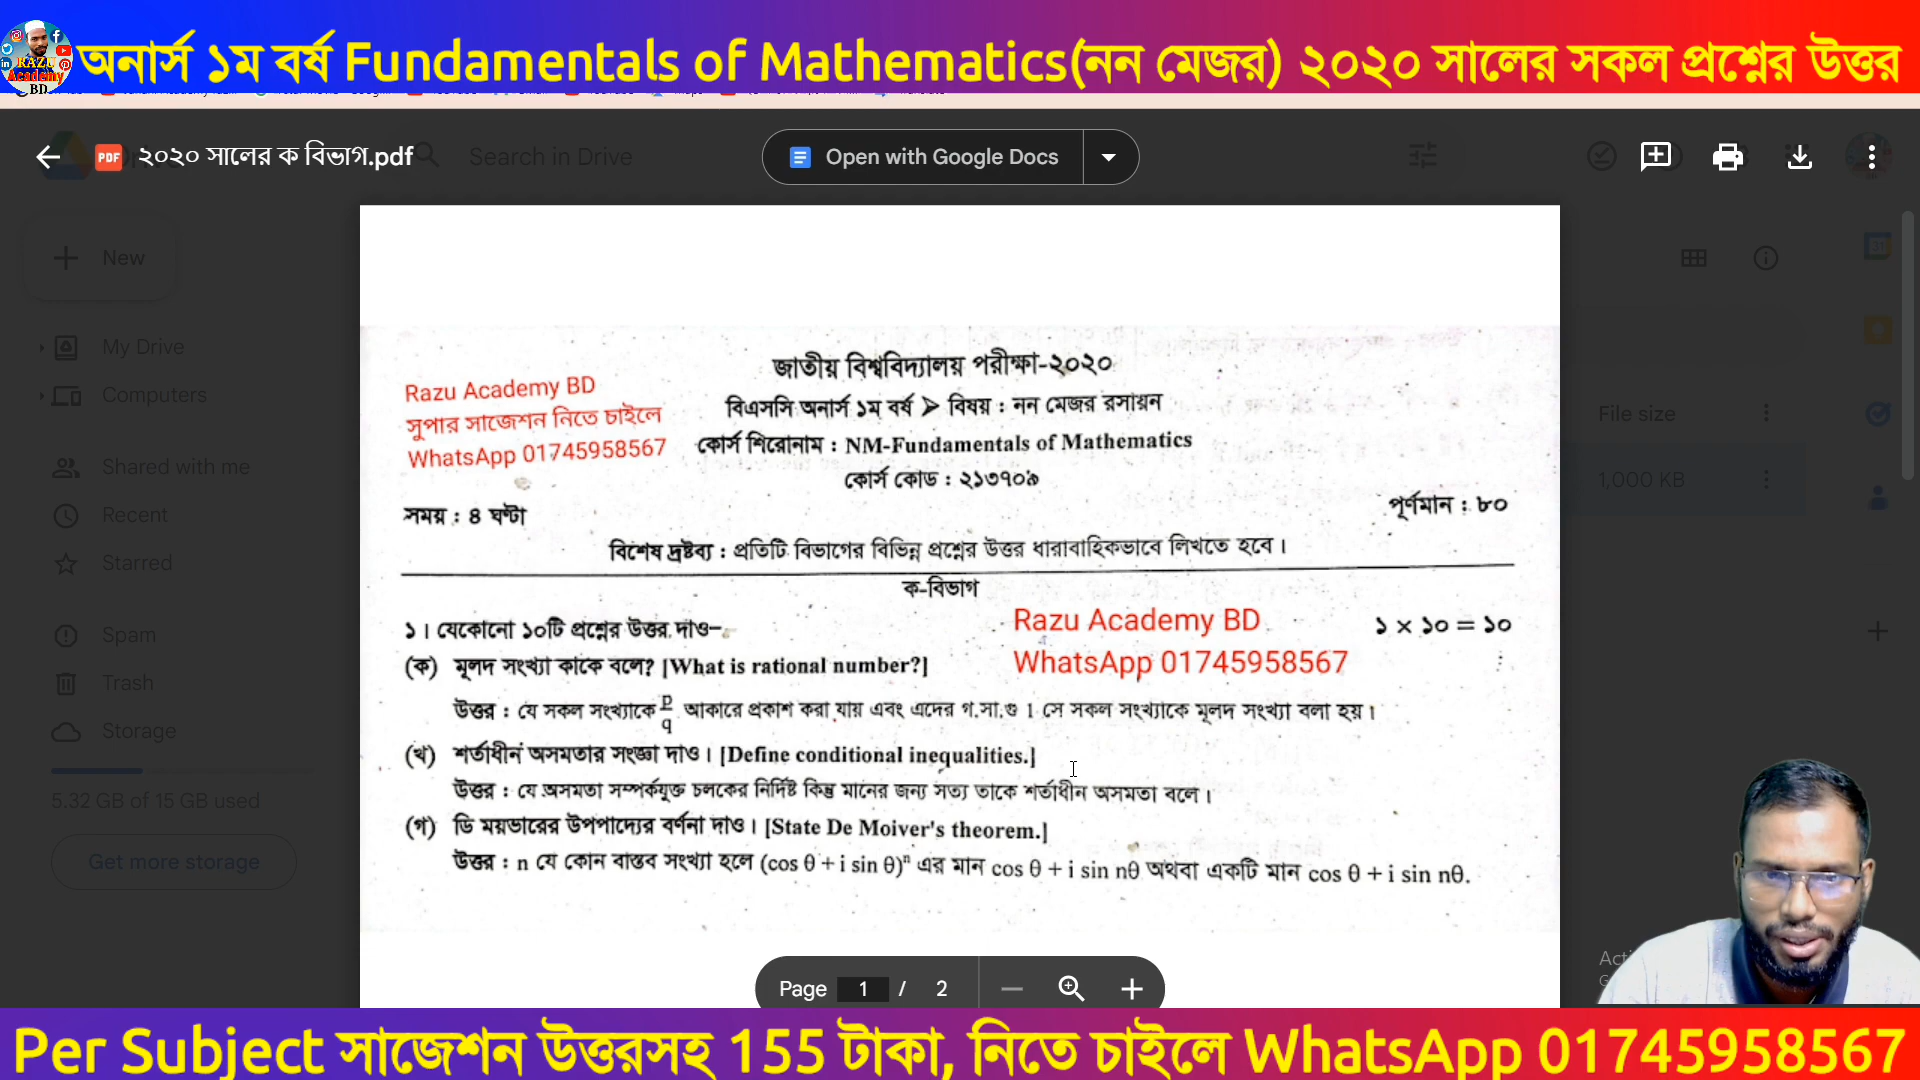 অনার্স ১ম বর্ষ Fundamentals of Mathematics(নন মেজর) ২০২০ সালের সকল প্রশ্নের উত্তর
RAZU
Academy
BD
PDF
২০২০ সালের ক বিভাগ.pdf
Search in Drive
Open with Google Docs
New
My Drive
Computers
Shared with me
Recent
Starred
Spam
Trash
Storage
5.32 GB of 15 GB used
Get more storage
File size
1,000 KB
জাতীয় বিশ্ববিদ্যালয় পরীক্ষা-২০২০
Razu Academy BD
সুপার সাজেশন নিতে চাইলে
WhatsApp 01745958567
বিএসসি অনার্স ১ম বর্ষ ➤ বিষয় : নন মেজর রসায়ন
কোর্স শিরোনাম : NM-Fundamentals of Mathematics
কোর্স কোড : ২১৩৭০৯
সময় : ৪ ঘণ্টা
পূর্ণমান : ৮০
বিশেষ দ্রষ্টব্য : প্রতিটি বিভাগের বিভিন্ন প্রশ্নের উত্তর ধারাবাহিকভাবে লিখতে হবে।
ক-বিভাগ
১। যেকোনো ১০টি প্রশ্নের উত্তর দাও–
Razu Academy BD
WhatsApp 01745958567
১ × ১০ = ১০
(ক) মূলদ সংখ্যা কাকে বলে? [What is rational number?]
উত্তর : যে সকল সংখ্যাকে p/q আকারে প্রকাশ করা যায় এবং এদের গ.সা.গু 1 সে সকল সংখ্যাকে মূলদ সংখ্যা বলা হয়।
(খ) শর্তাধীন অসমতার সংজ্ঞা দাও। [Define conditional inequalities.]
উত্তর : যে অসমতা সম্পর্কযুক্ত চলকের নির্দিষ্ট কিন্তু মানের জন্য সত্য তাকে শর্তাধীন অসমতা বলে।
(গ) ডি ময়ভারের উপপাদ্যের বর্ণনা দাও। [State De Moiver's theorem.]
উত্তর : n যে কোন বাস্তব সংখ্যা হলে (cos θ + i sin θ)ⁿ এর মান cos θ + i sin nθ অথবা একটি মান cos θ + i sin nθ.
Page 1 / 2
Per Subject সাজেশন উত্তরসহ 155 টাকা, নিতে চাইলে WhatsApp 01745958567